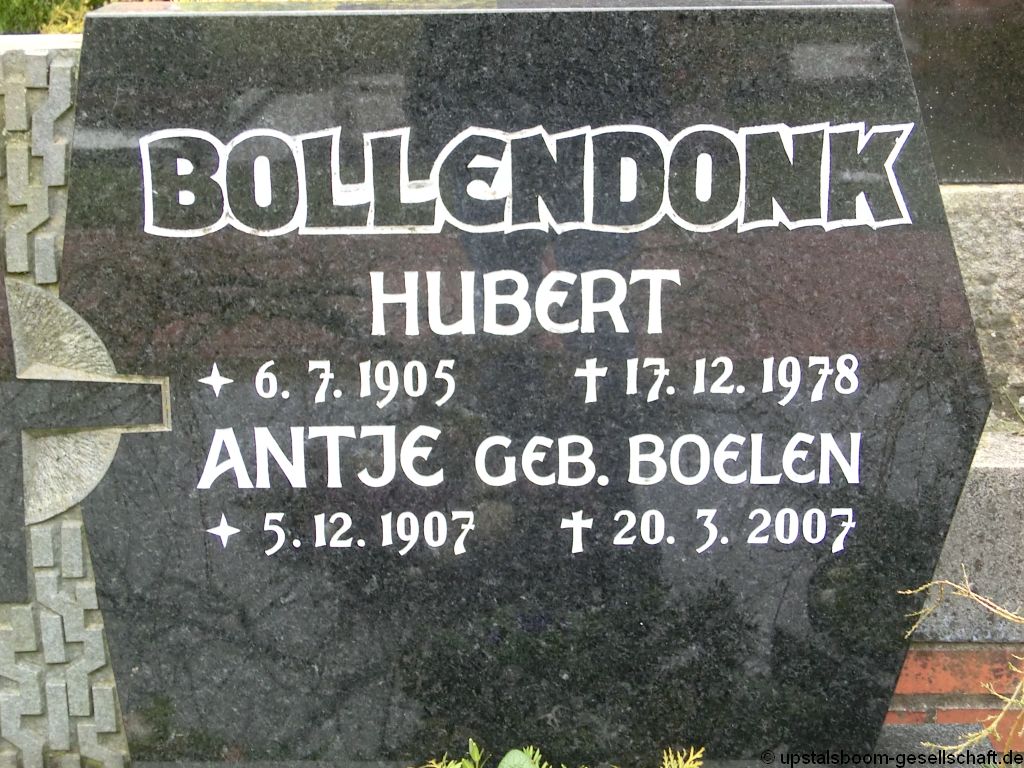 BOLLENDONK
HUBERT
✦ 6. 7. 1905 ✝ 17. 12. 1978
ANTJE GEB. BOELEN
✦ 5. 12. 1907 ✝ 20. 3. 2007
© upstalsboom-gesellschaft.de